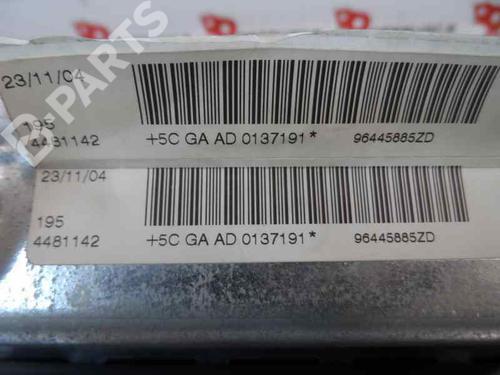 23/11/04
195
4481142
+5C GA AD 0137191*
96445885ZD
23/11/04
195
4481142
+5C GA AD 0137191*
96445885ZD
B-PARTS